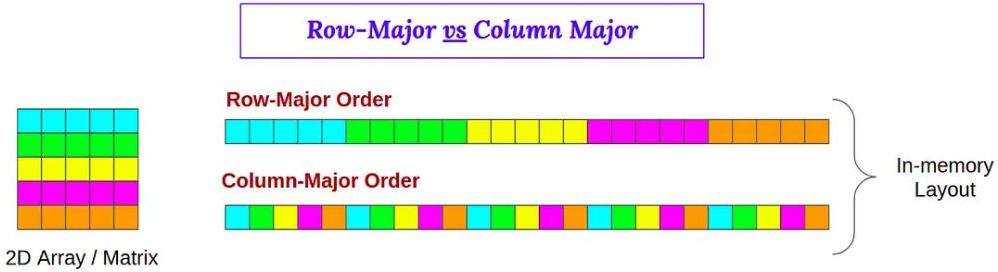 Row-Major vs Column Major
Row-Major Order
Column-Major Order
In-memory
Layout
2D Array / Matrix